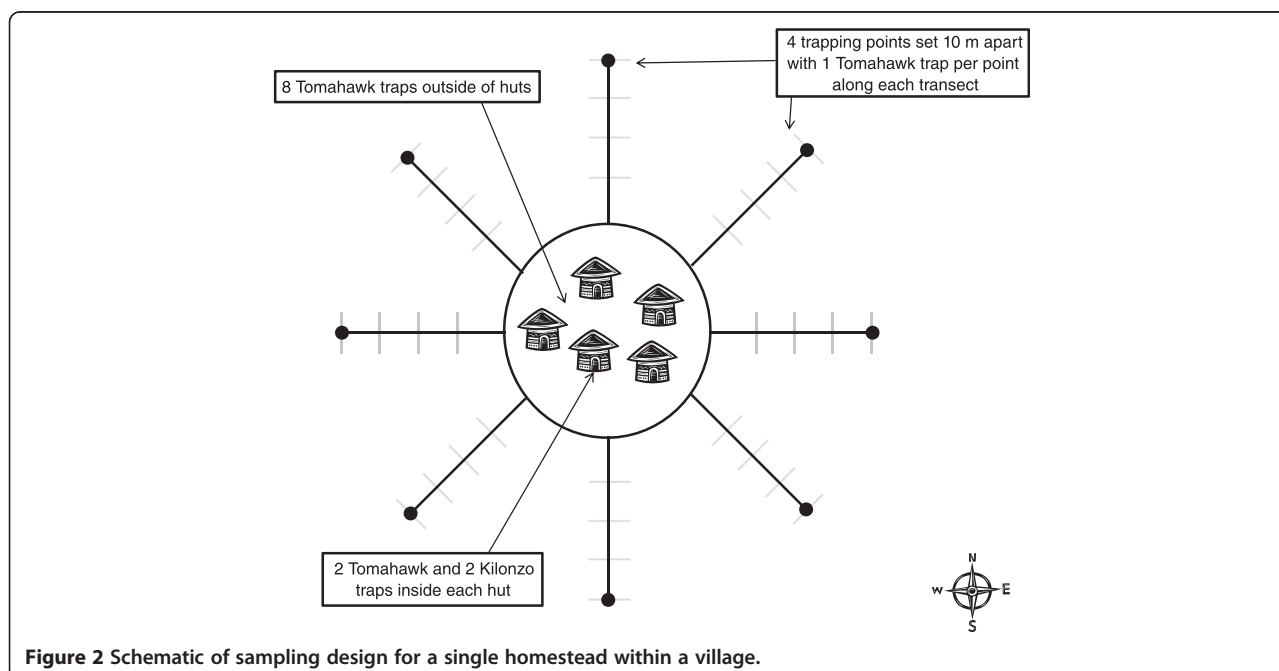 4 trapping points set 10 m apart
with 1 Tomahawk trap per point
along each transect
8 Tomahawk traps outside of huts
2 Tomahawk and 2 Kilonzo
traps inside each hut
N
W
E
S
Figure 2 Schematic of sampling design for a single homestead within a village.